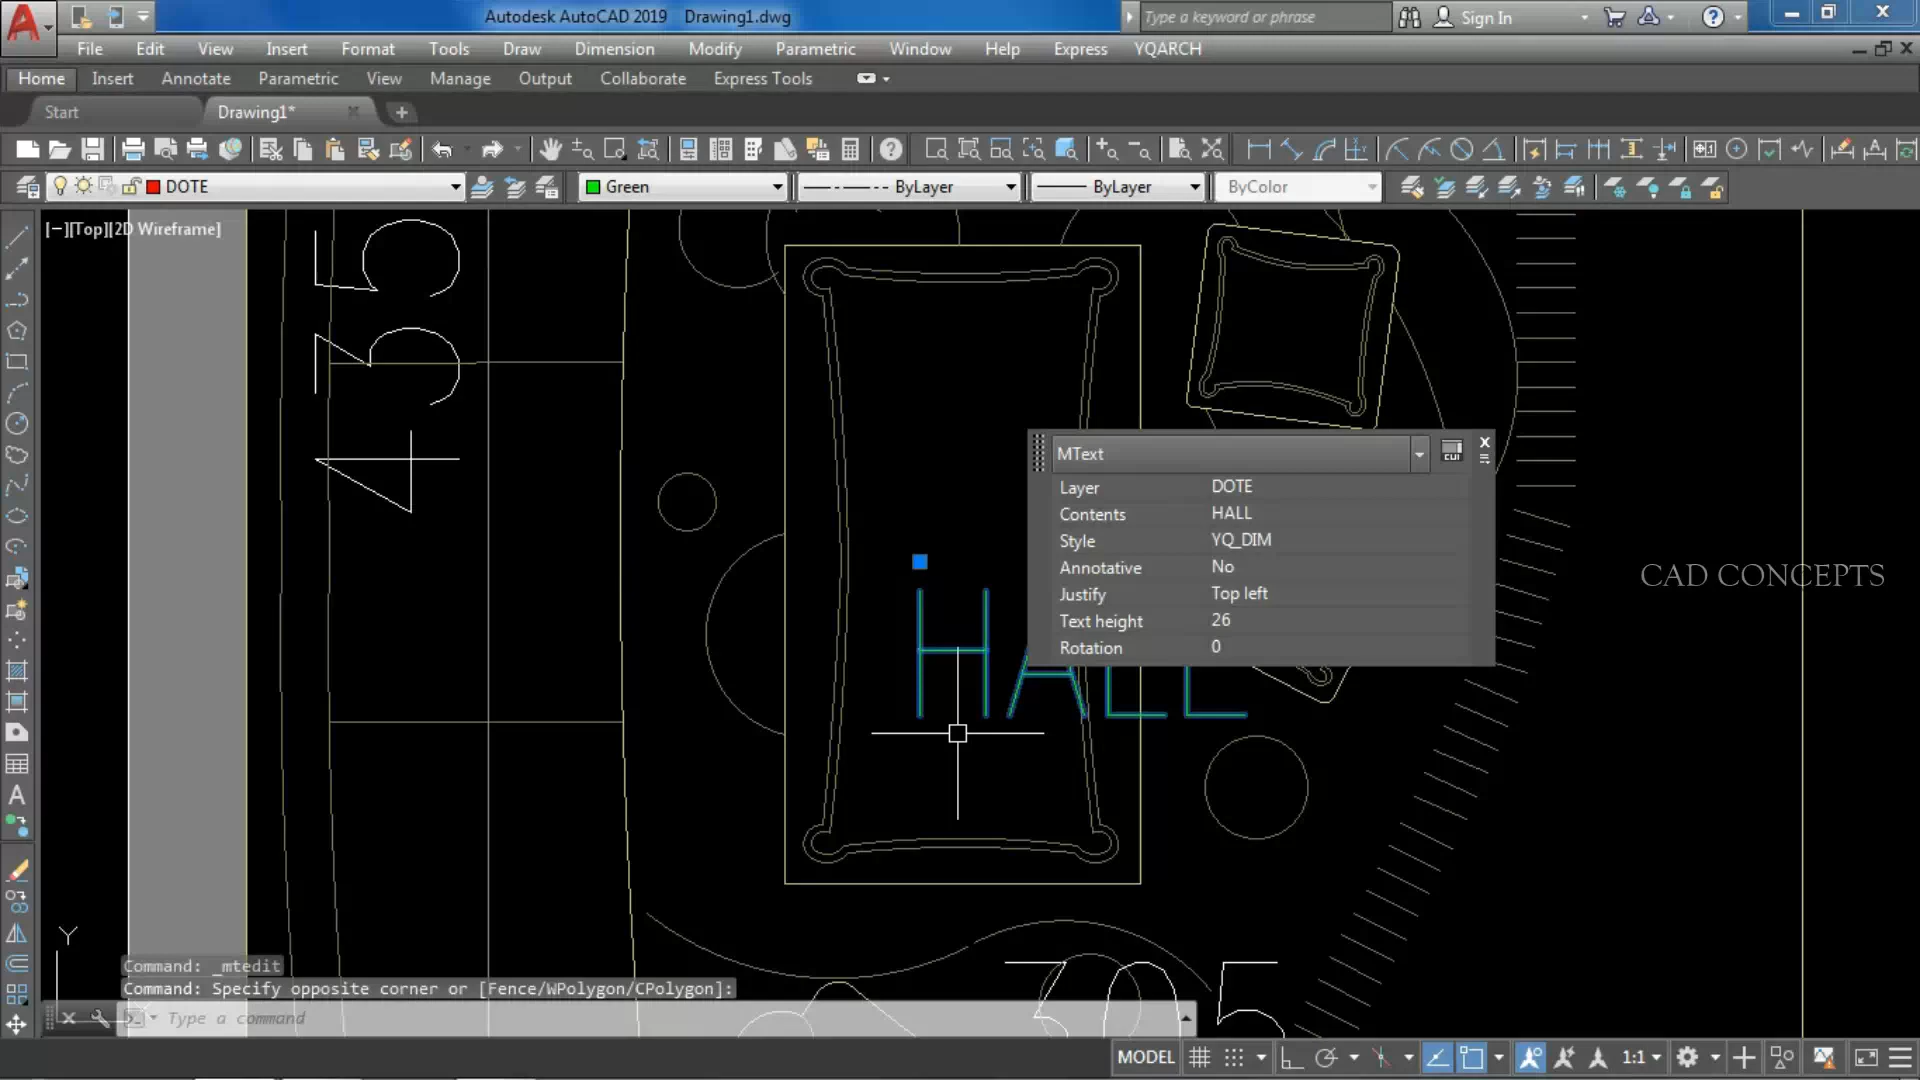 Autodesk AutoCAD 2019 Drawing1.dwg
Type a keyword or phrase
Sign In
File Edit View Insert Format Tools Draw Dimension Modify Parametric Window Help Express YQARCH
Home Insert Annotate Parametric View Manage Output Collaborate Express Tools
Start Drawing1*
DOTE Green ByLayer ByLayer ByColor
[−][Top][2D Wireframe]
435
MText
CUI
Layer DOTE
Contents HALL
Style YQ_DIM
Annotative No
Justify Top left
Text height 26
Rotation 0
CAD CONCEPTS
HALL
Y
305
Command: _mtedit
Command: Specify opposite corner or [Fence/WPolygon/CPolygon]:
Type a command
MODEL 1:1